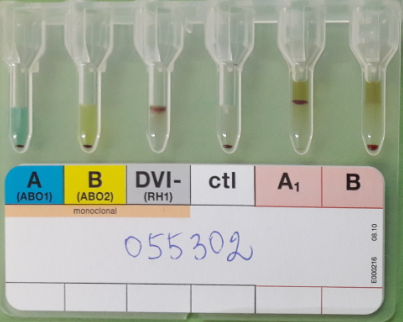 A B DVI- ctl A1 B
(ABO1) (ABO2) (RH1)
monoclonal
055302
E000216 08.10